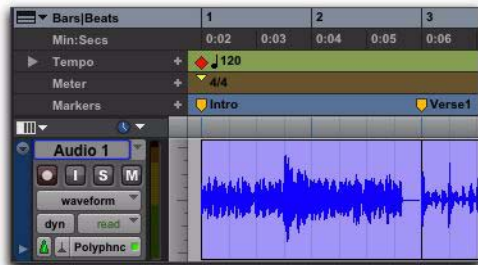 Bars|Beats 1 2 3
Min:Secs 0:02 0:03 0:04 0:05 0:06
Tempo + 120
Meter + 4/4
Markers + Intro Verse1
Audio 1
I S M
waveform
dyn read
Polyphnc